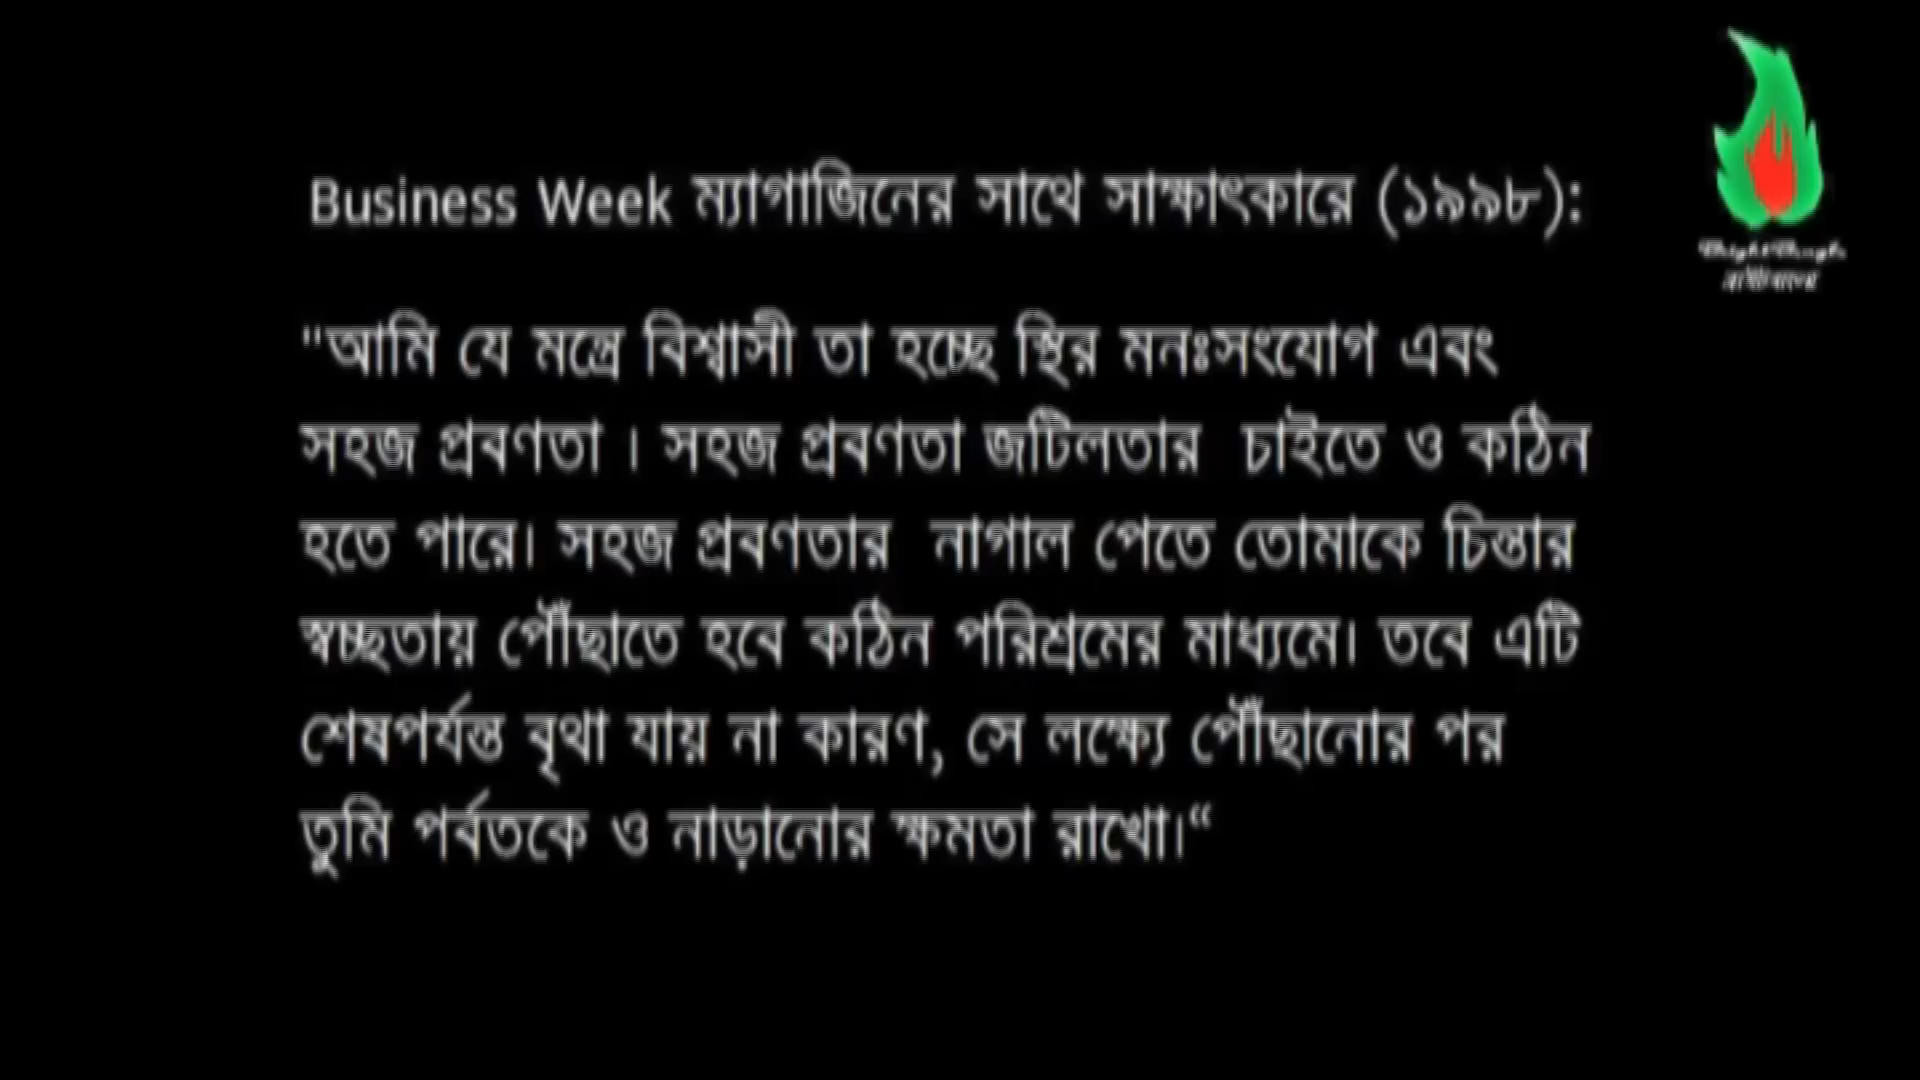 Business Week ম্যাগাজিনের সাথে সাক্ষাৎকারে (১৯৯৮):
"আমি যে মন্ত্রে বিশ্বাসী তা হচ্ছে স্থির মনঃসংযোগ এবং
সহজ প্রবণতা । সহজ প্রবণতা জটিলতার চাইতে ও কঠিন
হতে পারে। সহজ প্রবণতার নাগাল পেতে তোমাকে চিন্তার
স্বচ্ছতায় পৌঁছাতে হবে কঠিন পরিশ্রমের মাধ্যমে। তবে এটি
শেষপর্যন্ত বৃথা যায় না কারণ, সে লক্ষ্যে পৌঁছানোর পর
তুমি পর্বতকে ও নাড়ানোর ক্ষমতা রাখো।“